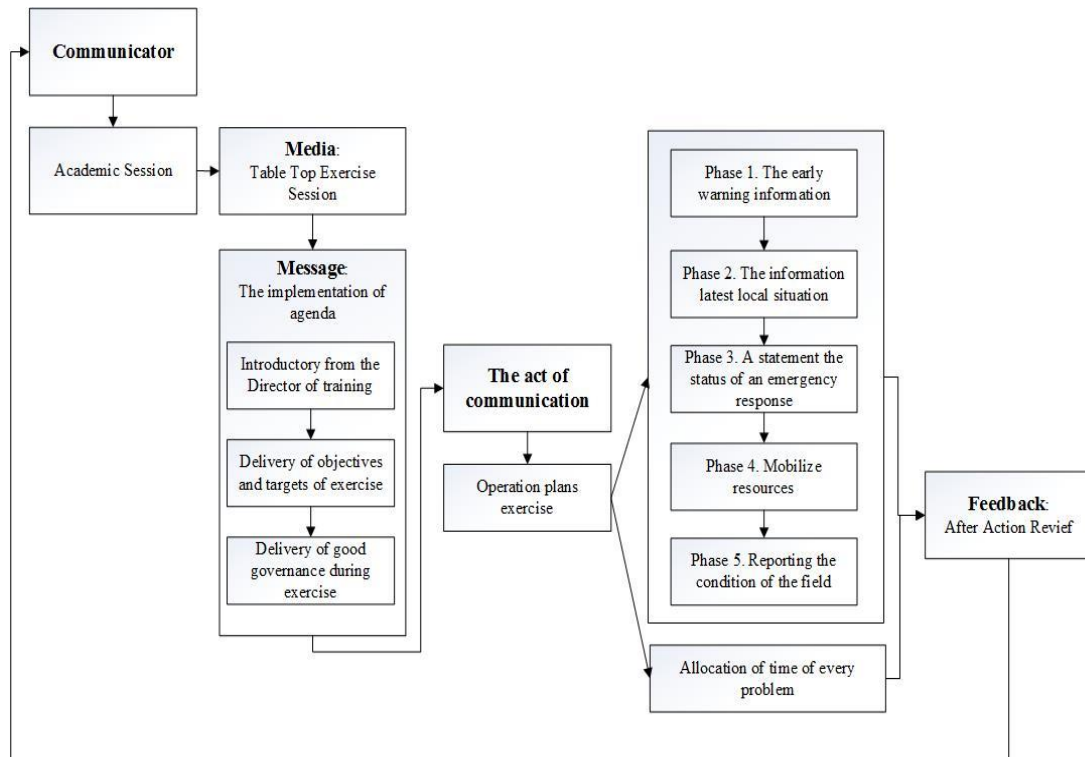 Communicator
Academic Session
Media:
Table Top Exercise
Session
Message:
The implementation of
agenda
Introductory from the
Director of training
Delivery of objectives
and targets of exercise
Delivery of good
governance during
exercise
The act of
communication
Operation plans
exercise
Phase 1. The early
warning information
Phase 2. The information
latest local situation
Phase 3. A statement the
status of an emergency
response
Phase 4. Mobilize
resources
Phase 5. Reporting the
condition of the field
Allocation of time of every
problem
Feedback:
After Action Revief